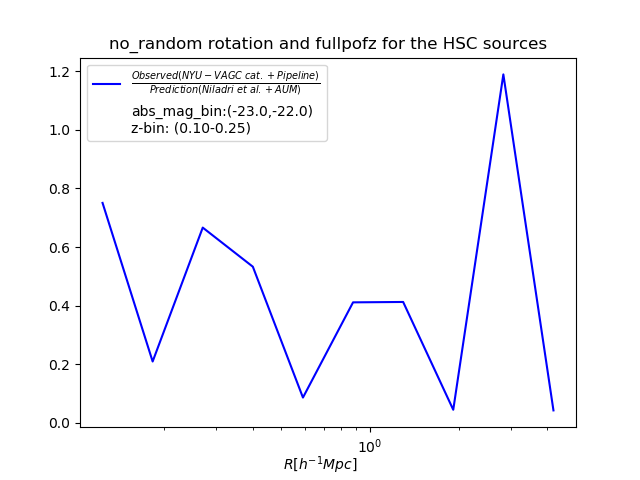 no_random rotation and fullpofz for the HSC sources
Observed(NYU − VAGC cat. + Pipeline)
Prediction(Niladri et al. + AUM)
abs_mag_bin:(-23.0,-22.0)
z-bin: (0.10-0.25)
1.2
1.0
0.8
0.6
0.4
0.2
0.0
10⁰
R[h⁻¹Mpc]